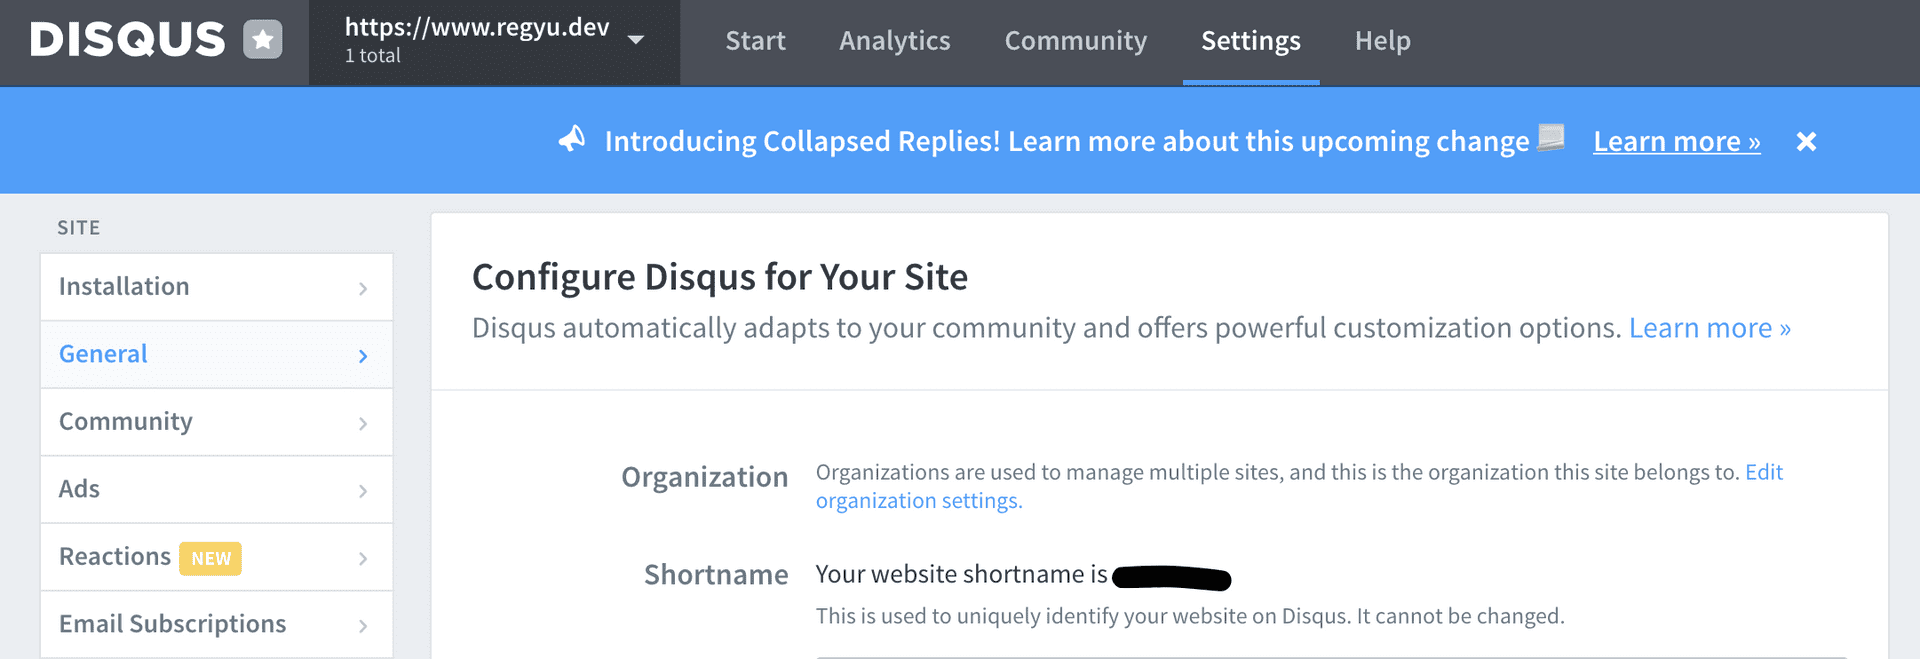 DISQUS
https://www.regyu.dev
1 total
Start
Analytics
Community
Settings
Help
Introducing Collapsed Replies! Learn more about this upcoming change
Learn more »
SITE
Installation
General
Community
Ads
Reactions NEW
Email Subscriptions
Configure Disqus for Your Site
Disqus automatically adapts to your community and offers powerful customization options. Learn more »
Organization
Organizations are used to manage multiple sites, and this is the organization this site belongs to. Edit
organization settings.
Shortname
Your website shortname is
This is used to uniquely identify your website on Disqus. It cannot be changed.